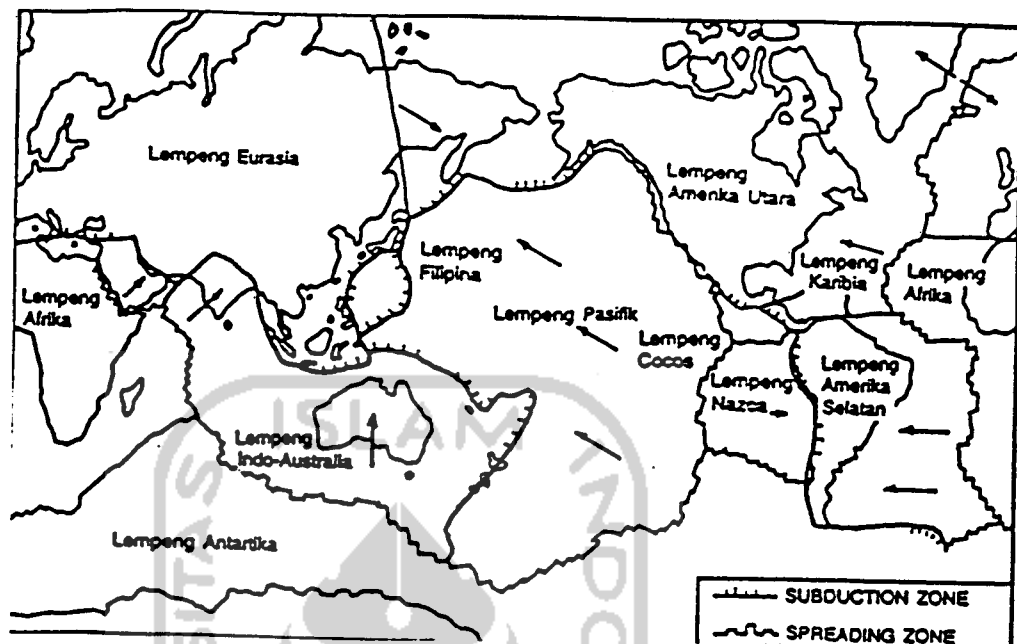 Lempeng Eurasia
Lempeng
Afrika
Lempeng
Filipina
Lempeng Pasifik
Lempeng
Amerika Utara
Lempeng
Karibia
Lempeng
Afrika
Lempeng
Cocos
Lempeng
Nazca
Lempeng
Amerika
Selatan
Lempeng
Indo-Australia
Lempeng Antartika
ISLAM
SUBDUCTION ZONE
SPREADING ZONE